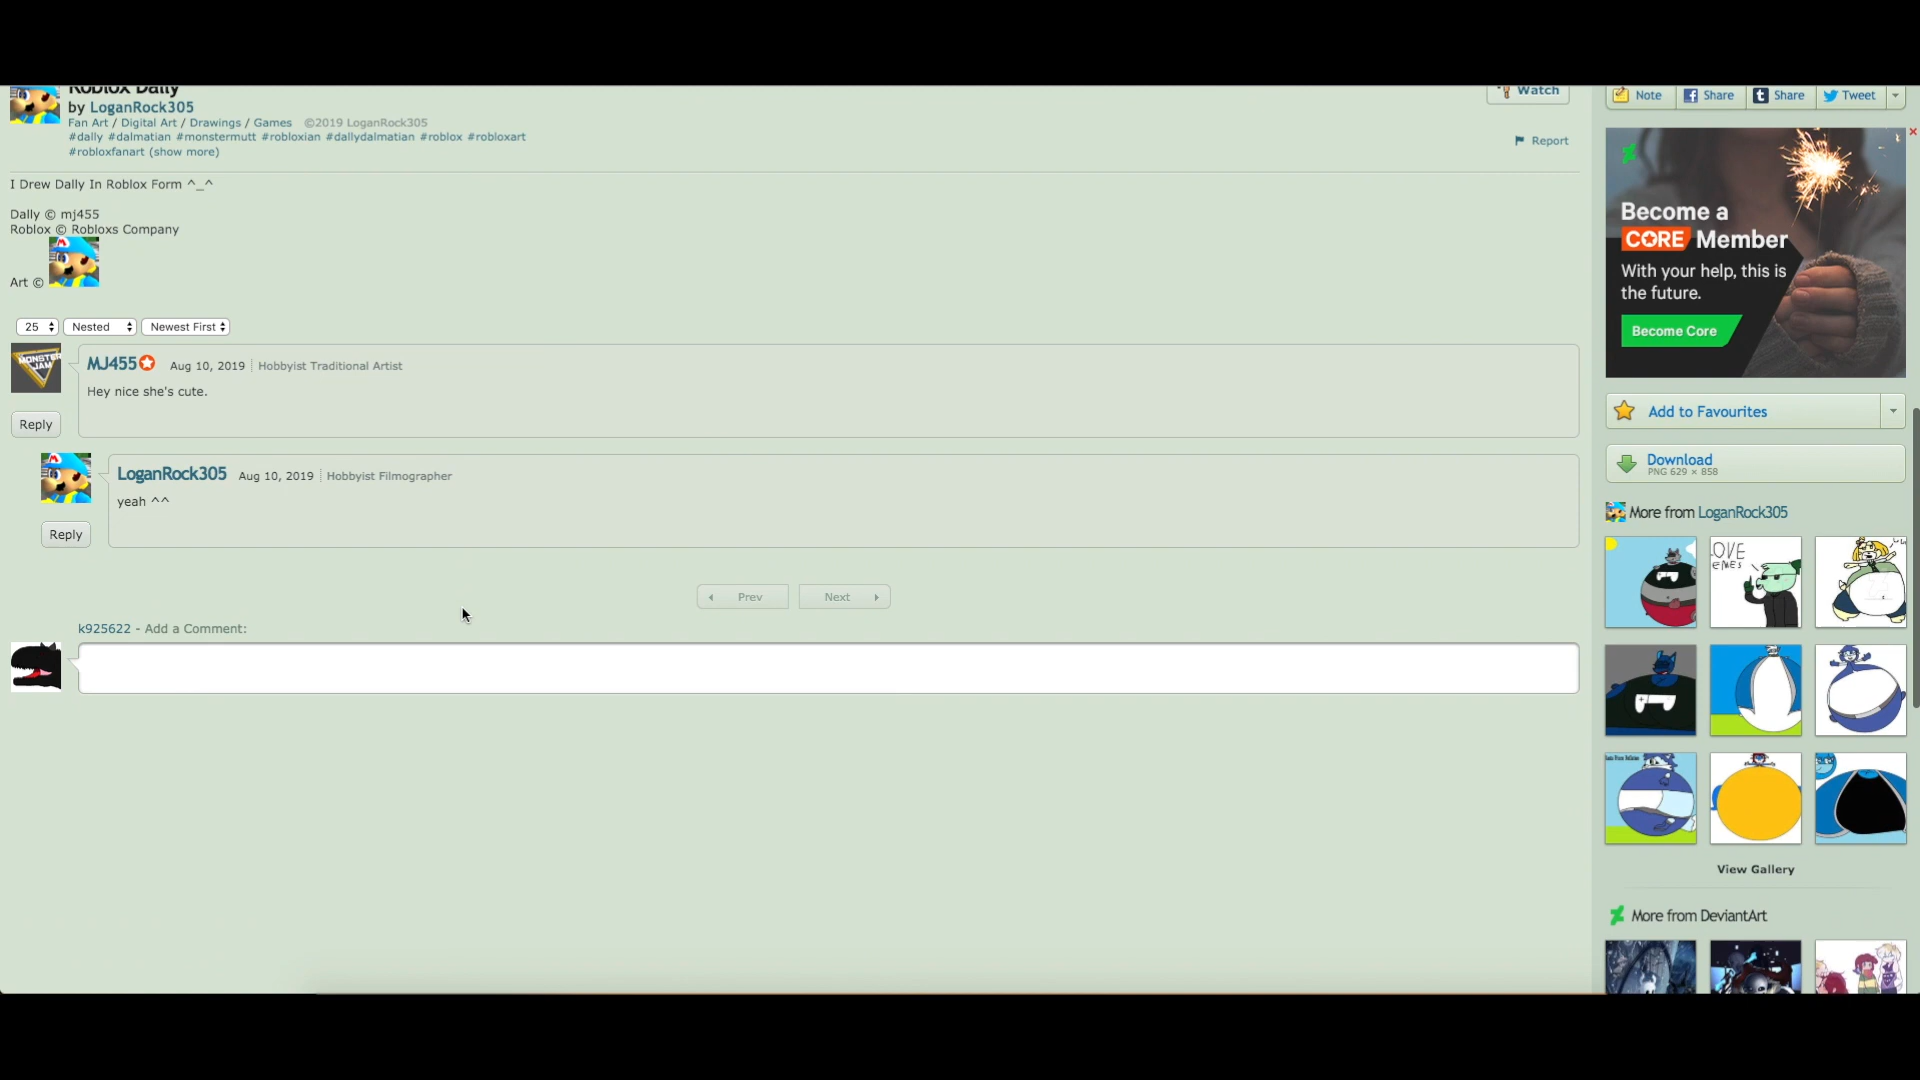 Roblox Dally
by LoganRock305
Fan Art / Digital Art / Drawings / Games ©2019 LoganRock305
#dally #dalmatian #monstermutt #robloxian #dallydalmatian #roblox #robloxart
#robloxfanart (show more)
Watch
Report
I Drew Dally In Roblox Form ^_^
Dally © mj455
Roblox © Robloxs Company
Art ©
25 Nested Newest First
MONSTER
JAM
MJ455 Aug 10, 2019 Hobbyist Traditional Artist
Hey nice she's cute.
Reply
LoganRock305 Aug 10, 2019 Hobbyist Filmographer
yeah ^^
Reply
Prev Next
k925622 - Add a Comment:
Note Share Share Tweet
Become a
CORE Member
With your help, this is
the future.
Become Core
Add to Favourites
Download
PNG 629 × 858
More from LoganRock305
OVE
EMES
View Gallery
More from DeviantArt